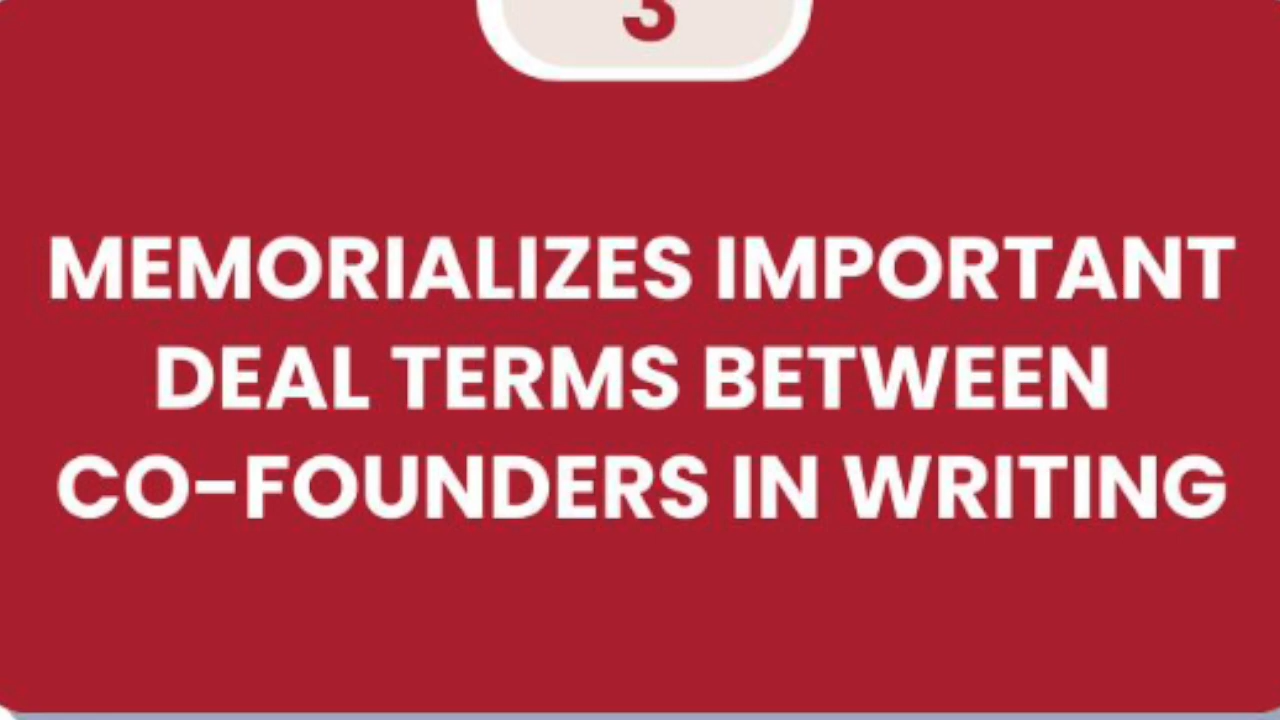 3
MEMORIALIZES IMPORTANT
DEAL TERMS BETWEEN
CO-FOUNDERS IN WRITING